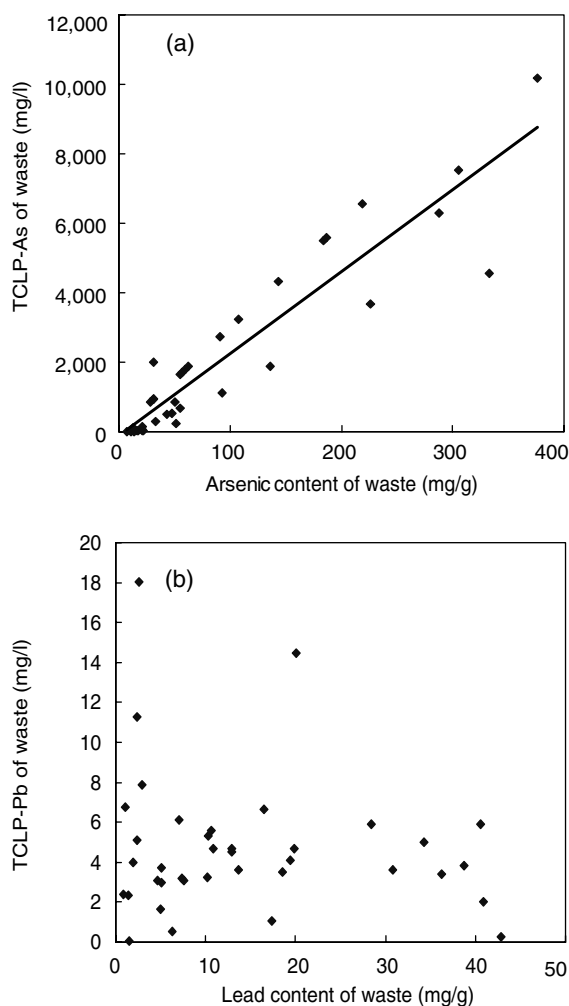 (a)
TCLP-As of waste (mg/l)
12,000
10,000
8,000
6,000
4,000
2,000
0
0 100 200 300 400
Arsenic content of waste (mg/g)
(b)
TCLP-Pb of waste (mg/l)
20
18
16
14
12
10
8
6
4
2
0
0 10 20 30 40 50
Lead content of waste (mg/g)